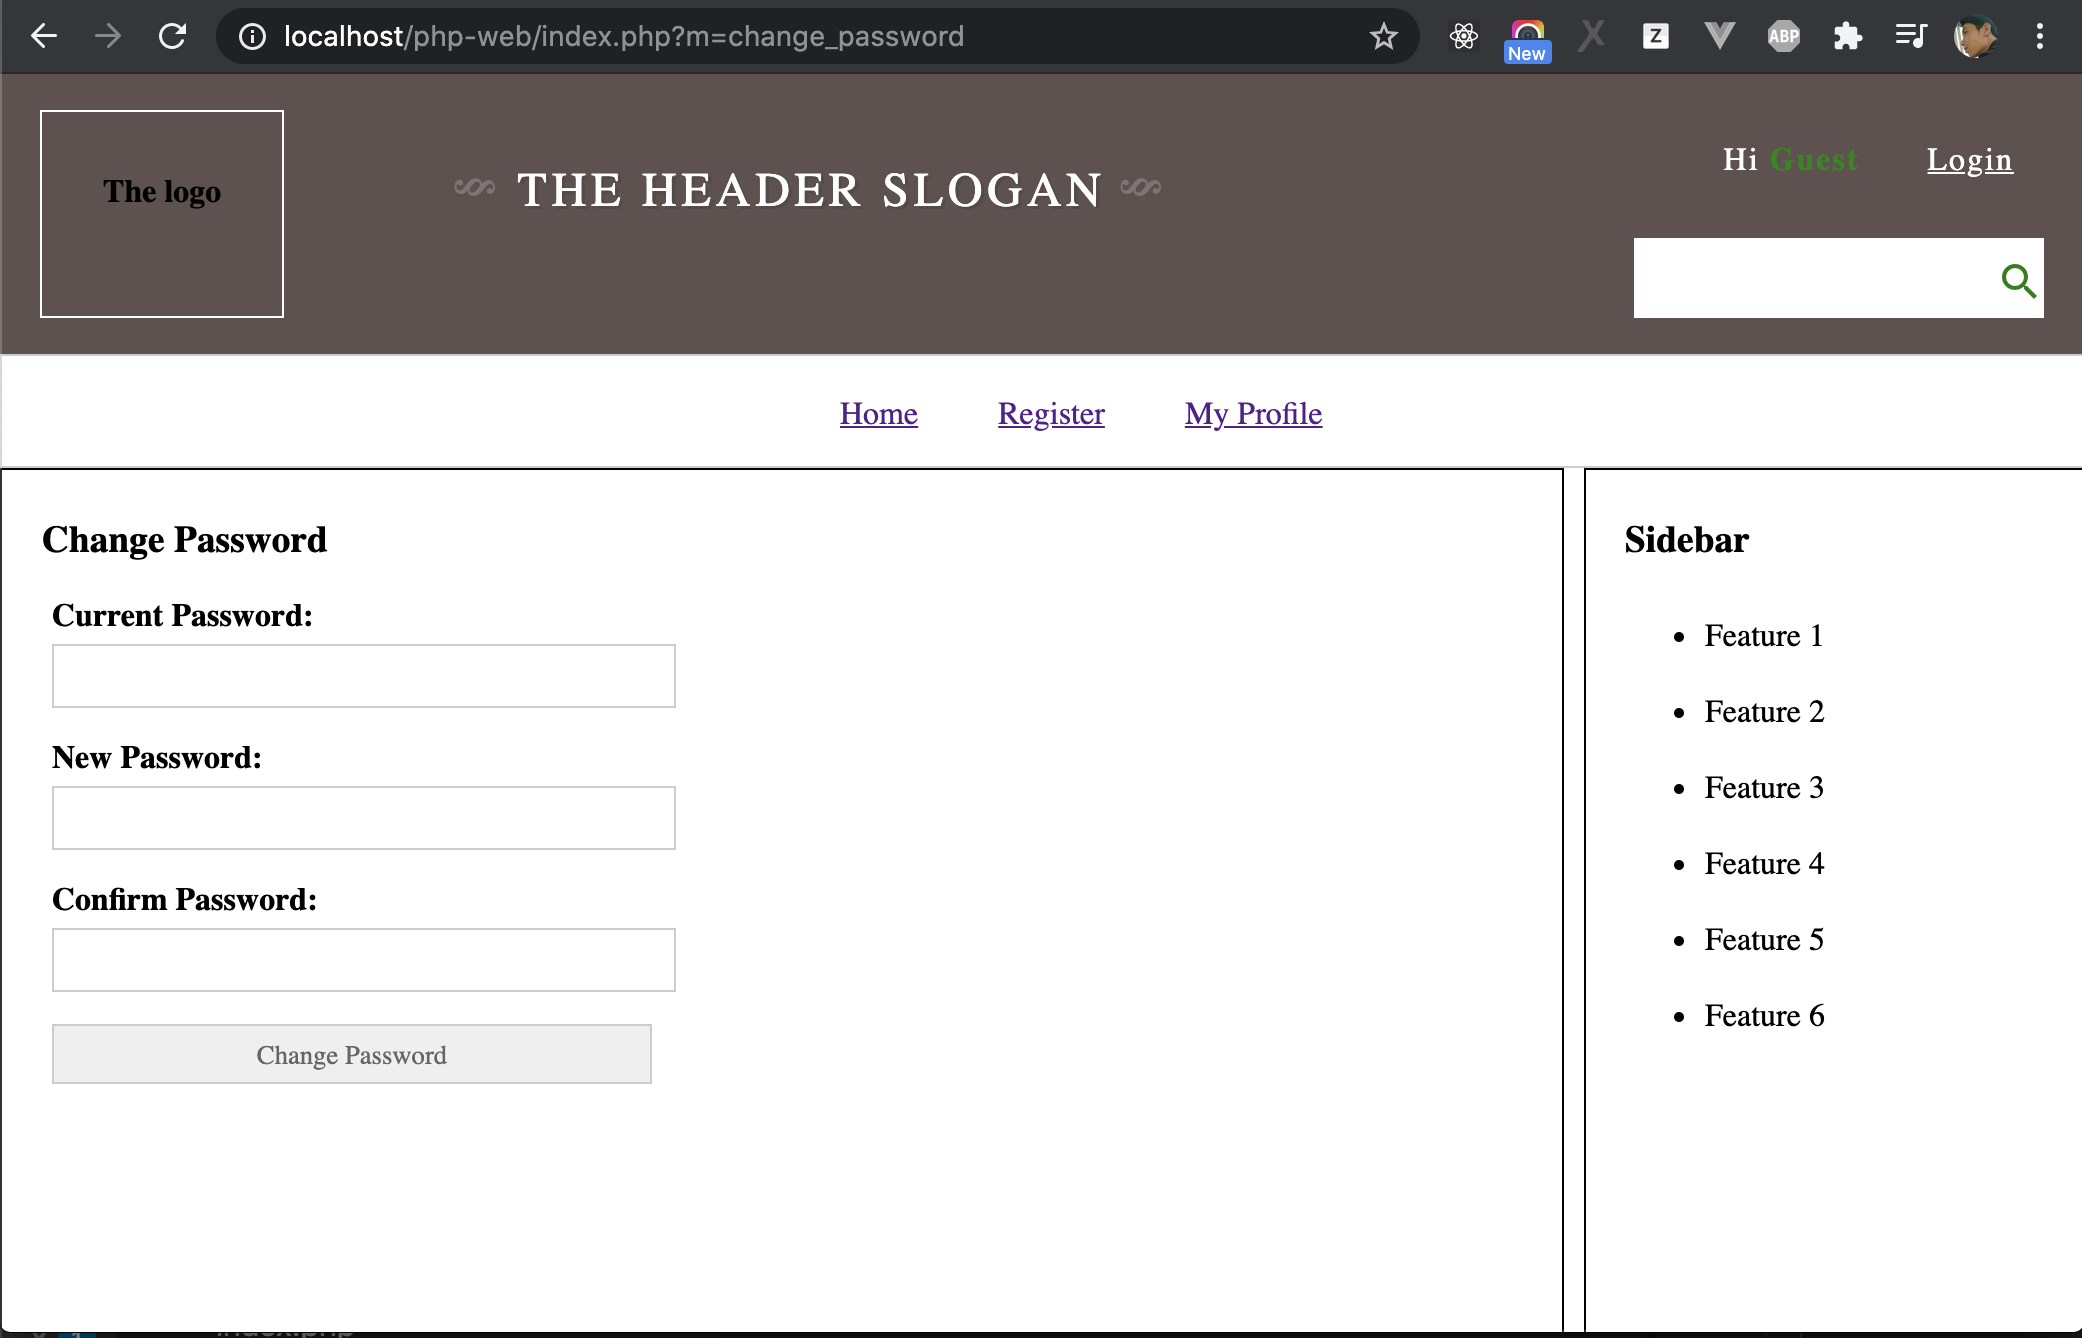 localhost/php-web/index.php?m=change_password
New
Z
ABP
The logo
THE HEADER SLOGAN
Hi Guest
Login
Home
Register
My Profile
Change Password
Current Password:
New Password:
Confirm Password:
Change Password
Sidebar
Feature 1
Feature 2
Feature 3
Feature 4
Feature 5
Feature 6